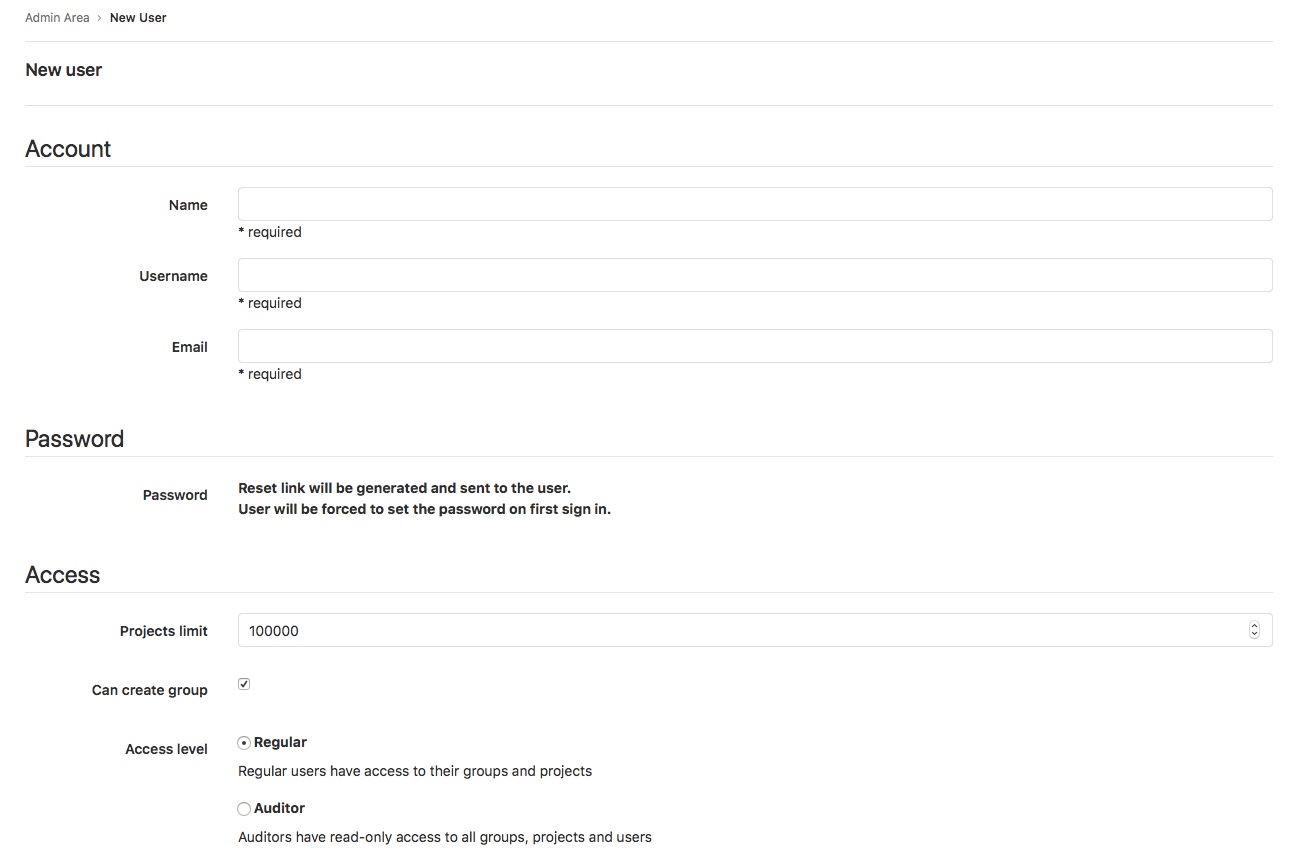 Admin Area › New User
New user
Account
Name
* required
Username
* required
Email
* required
Password
Password
Reset link will be generated and sent to the user.
User will be forced to set the password on first sign in.
Access
Projects limit
100000
Can create group
Access level
Regular
Regular users have access to their groups and projects
Auditor
Auditors have read-only access to all groups, projects and users